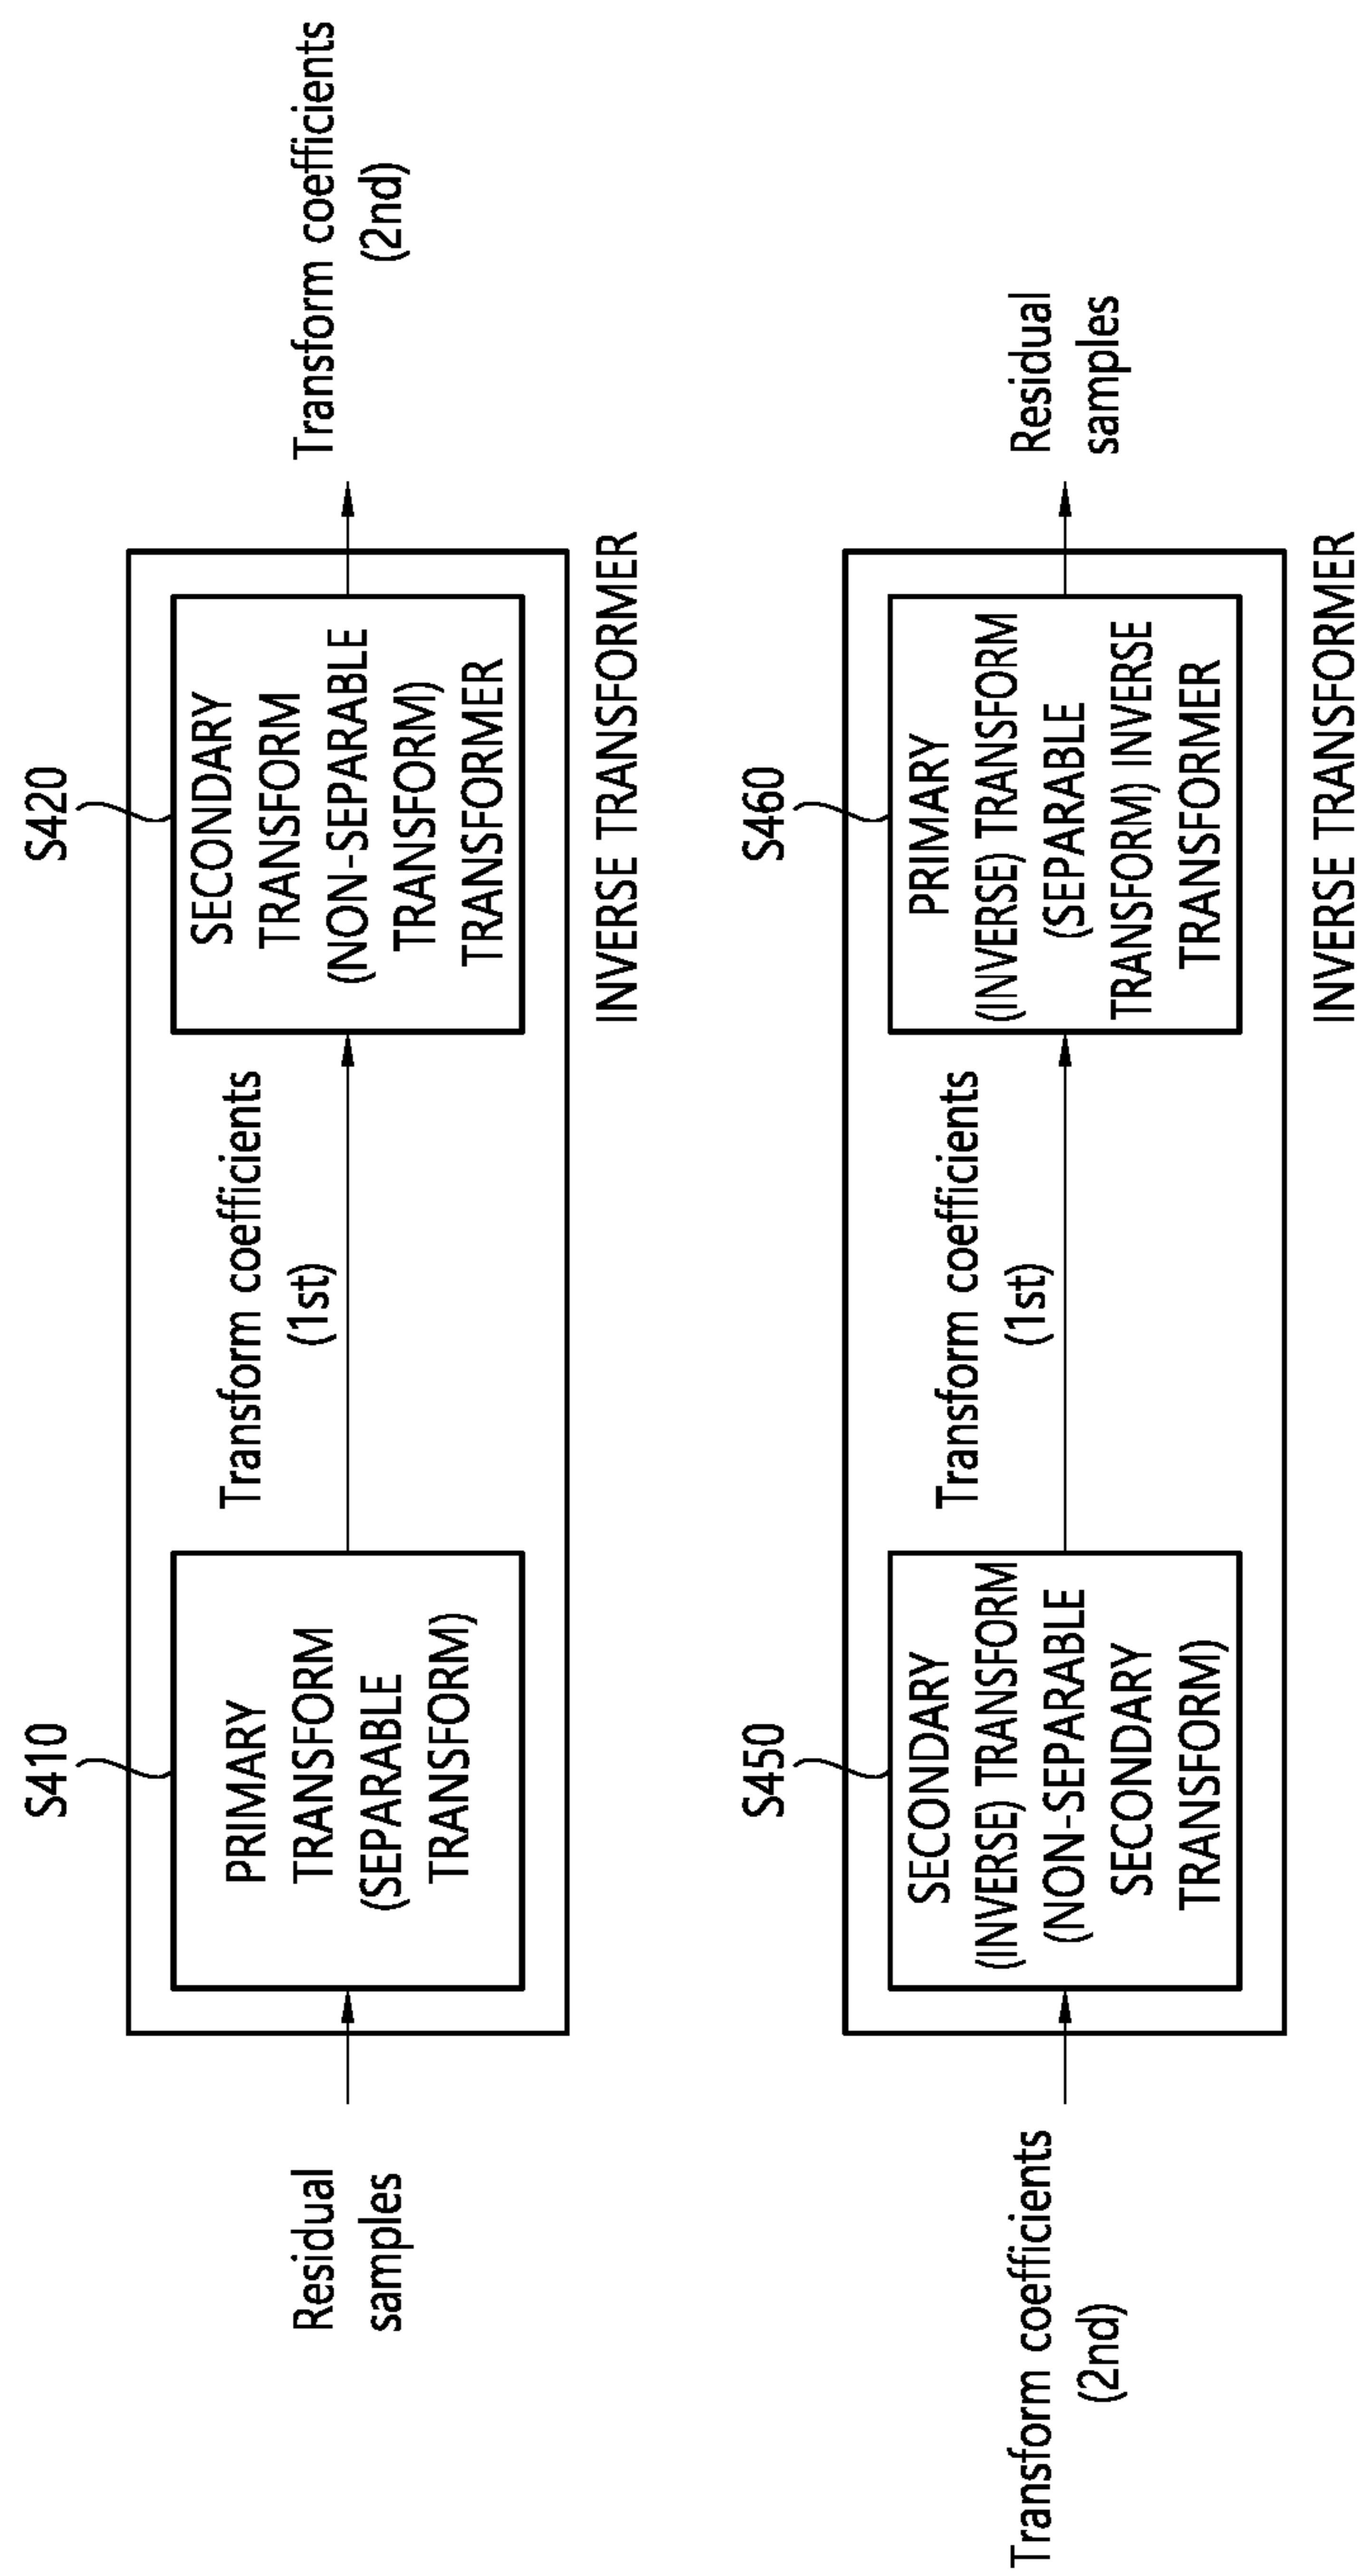 S410
S420
Residual
samples
PRIMARY
TRANSFORM
(SEPARABLE
TRANSFORM)
Transform coefficients
(1st)
SECONDARY
TRANSFORM
(NON-SEPARABLE
TRANSFORM)
TRANSFORMER
Transform coefficients
(2nd)
INVERSE TRANSFORMER
S450
S460
Transform coefficients
(2nd)
SECONDARY
(INVERSE) TRANSFORM
(NON-SEPARABLE
SECONDARY
TRANSFORM)
Transform coefficients
(1st)
PRIMARY
(INVERSE) TRANSFORM
(SEPARABLE
TRANSFORM) INVERSE
TRANSFORMER
Residual
samples
INVERSE TRANSFORMER